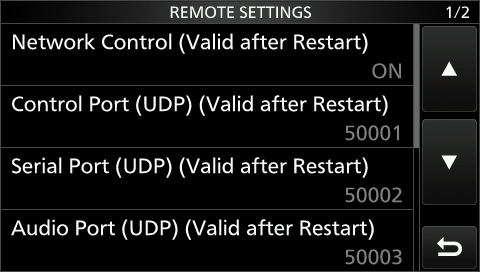 REMOTE SETTINGS 1/2
Network Control (Valid after Restart)
ON
Control Port (UDP) (Valid after Restart)
50001
Serial Port (UDP) (Valid after Restart)
50002
Audio Port (UDP) (Valid after Restart)
50003